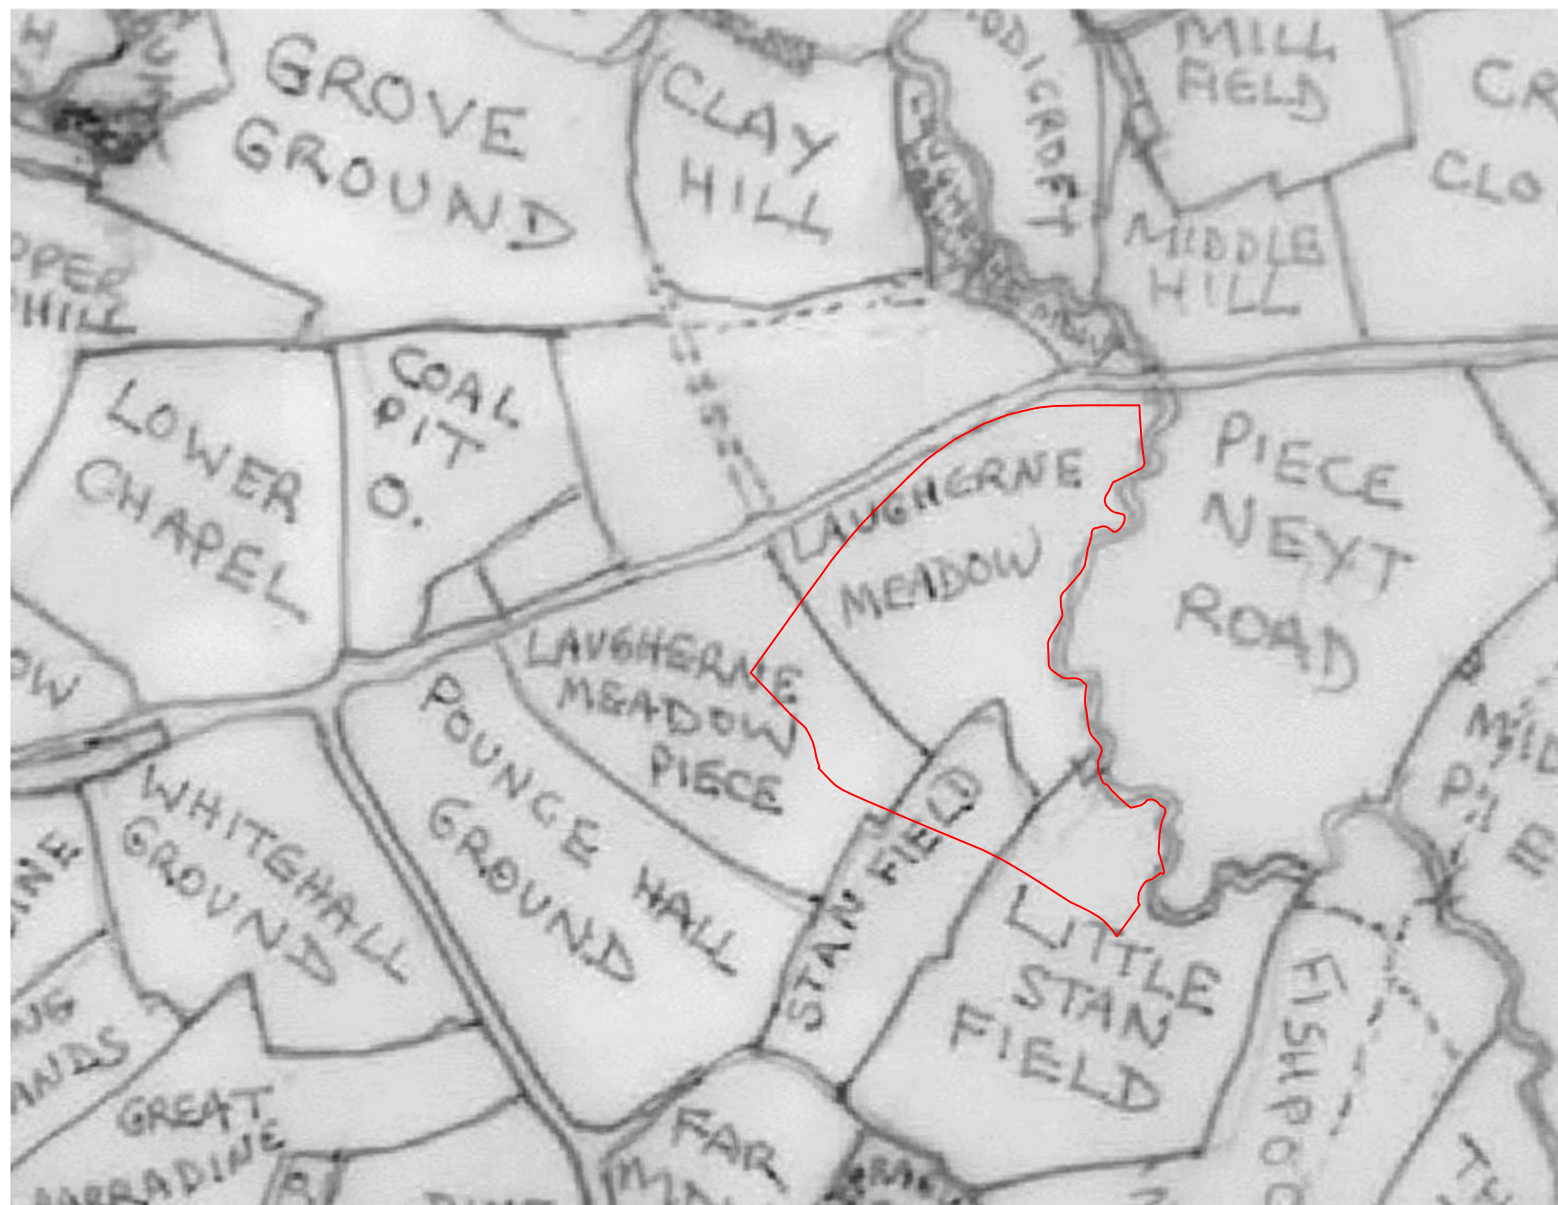 GROVE
GROUND
CLAY
HILL
MILL
FIELD
MIDDLE
HILL
COAL
PIT
O.
LOWER
CHAPEL
LAUGHERNE
MEADOW
PIECE
NEYT
ROAD
LAUGHERNE
MEADOW
PIECE
POUNCE HALL
GROUND
WHITEHALL
GROUND
STAN FIELD
LITTLE
STAN
FIELD
FISHPOO
GREAT
FAR